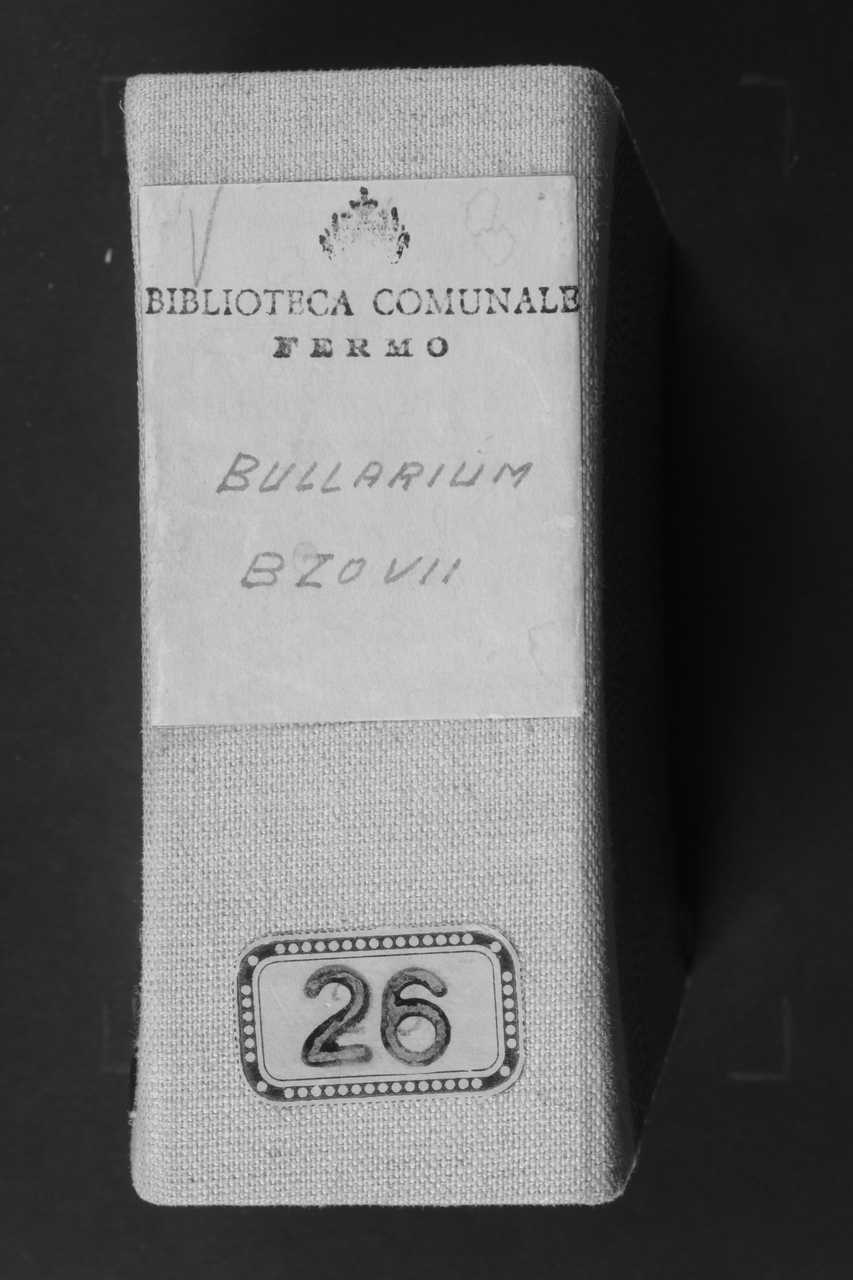 V
BIBLIOTECA COMUNALE
FERMO
BULLARIUM
BZOVII
26